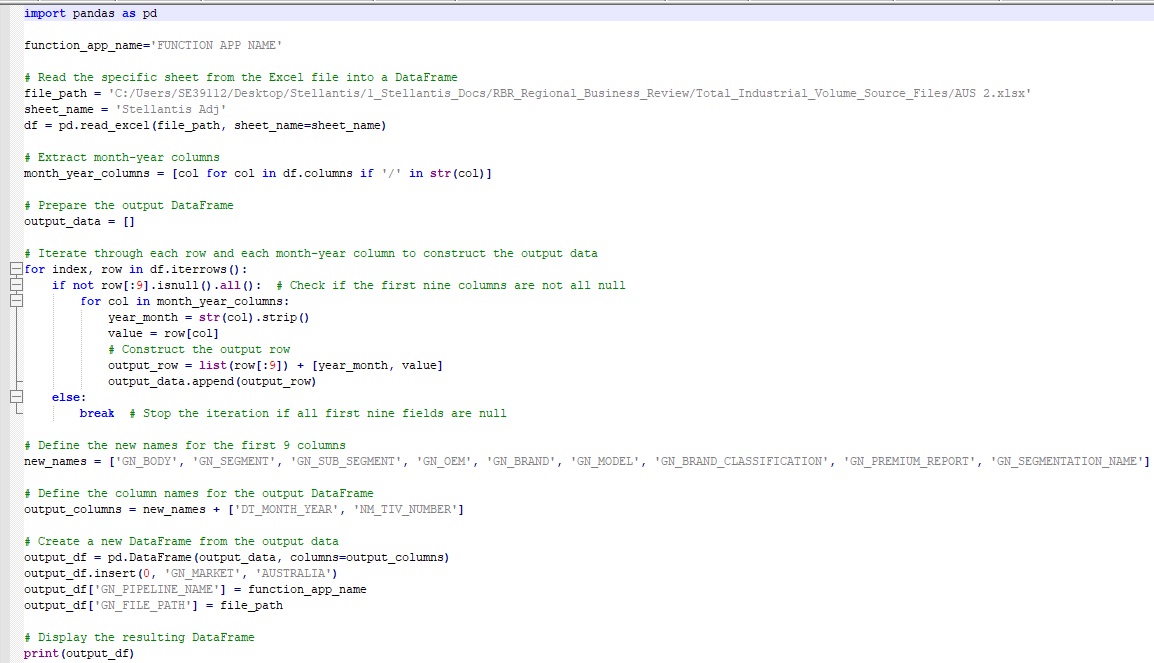 import pandas as pd
function_app_name='FUNCTION APP NAME'
# Read the specific sheet from the Excel file into a DataFrame
file_path = 'C:/Users/SE39112/Desktop/Stellantis/1_Stellantis_Docs/RBR_Regional_Business_Review/Total_Industrial_Volume_Source_Files/AUS 2.xlsx'
sheet_name = 'Stellantis Adj'
df = pd.read_excel(file_path, sheet_name=sheet_name)
# Extract month-year columns
month_year_columns = [col for col in df.columns if '/' in str(col)]
# Prepare the output DataFrame
output_data = []
# Iterate through each row and each month-year column to construct the output data
for index, row in df.iterrows():
    if not row[:9].isnull().all():  # Check if the first nine columns are not all null
        for col in month_year_columns:
            year_month = str(col).strip()
            value = row[col]
            # Construct the output row
            output_row = list(row[:9]) + [year_month, value]
            output_data.append(output_row)
    else:
        break  # Stop the iteration if all first nine fields are null
# Define the new names for the first 9 columns
new_names = ['GN_BODY', 'GN_SEGMENT', 'GN_SUB_SEGMENT', 'GN_OEM', 'GN_BRAND', 'GN_MODEL', 'GN_BRAND_CLASSIFICATION', 'GN_PREMIUM_REPORT', 'GN_SEGMENTATION_NAME']
# Define the column names for the output DataFrame
output_columns = new_names + ['DT_MONTH_YEAR', 'NM_TIV_NUMBER']
# Create a new DataFrame from the output data
output_df = pd.DataFrame(output_data, columns=output_columns)
output_df.insert(0, 'GN_MARKET', 'AUSTRALIA')
output_df['GN_PIPELINE_NAME'] = function_app_name
output_df['GN_FILE_PATH'] = file_path
# Display the resulting DataFrame
print(output_df)